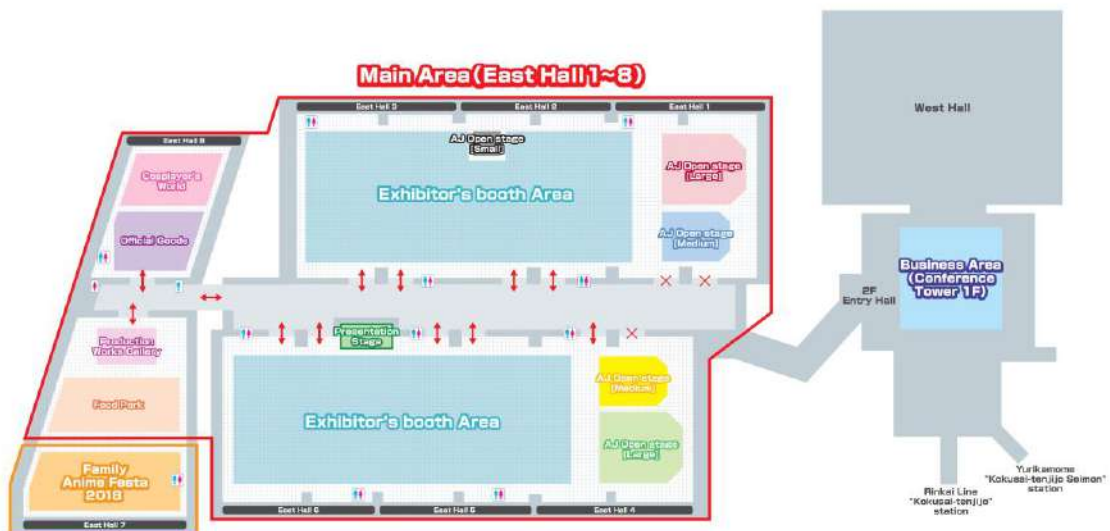 Main Area (East Hall 1~8)
East Hall 3
East Hall 2
East Hall 1
West Hall
East Hall 8
AJ Open stage
[Small]
Cosplayer's
World
AJ Open stage
[Large]
Exhibitor's booth Area
Official Goods
AJ Open stage
[Medium]
Business Area
(Conference
Tower 1F)
2F
Entry Hall
Presentation
Stage
Production
Works Gallery
AJ Open stage
[Medium]
Food Park
Exhibitor's booth Area
AJ Open stage
[Large]
Family
Anime Festa
2018
Yurikamome
"Kokusai-tenjijo Seimon"
station
Rinkai Line
"Kokusai-tenjijo"
station
East Hall 6
East Hall 5
East Hall 4
East Hall 7